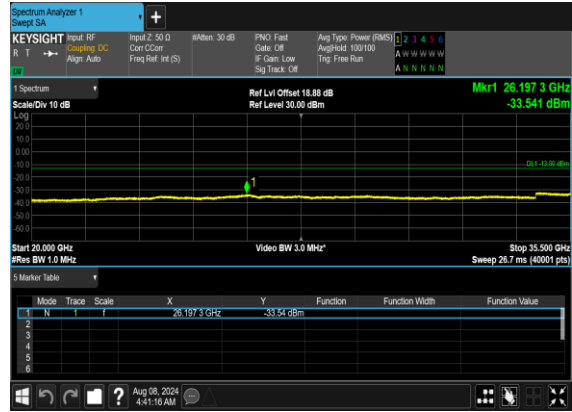 Spectrum Analyzer 1
Swept SA
+
KEYSIGHT Input: RF Input Z: 50 Ω #Atten: 30 dB PNO: Fast Avg Type: Power (RMS) 1 2 3 4 5 6
R T Coupling: DC Corr CCorr Gate: Off Avg|Hold: 100/100 A W W W W W
Align: Auto Freq Ref: Int (S) IF Gain: Low Trig: Free Run
Sig Track: Off A N N N N N
1 Spectrum Ref Lvl Offset 18.88 dB Mkr1 26.197 3 GHz
Scale/Div 10 dB Ref Level 30.00 dBm -33.541 dBm
Log
20.0
10.0
0.00
-10.0
DL1 -13.00 dBm
-20.0
1
-30.0
-40.0
-50.0
-60.0
Start 20.000 GHz Video BW 3.0 MHz* Stop 35.500 GHz
#Res BW 1.0 MHz Sweep 26.7 ms (40001 pts)
5 Marker Table
Mode Trace Scale X Y Function Function Width Function Value
1 N 1 f 26.197 3 GHz -33.54 dBm
2
3
4
5
6
? Aug 08, 2024
4:41:16 AM